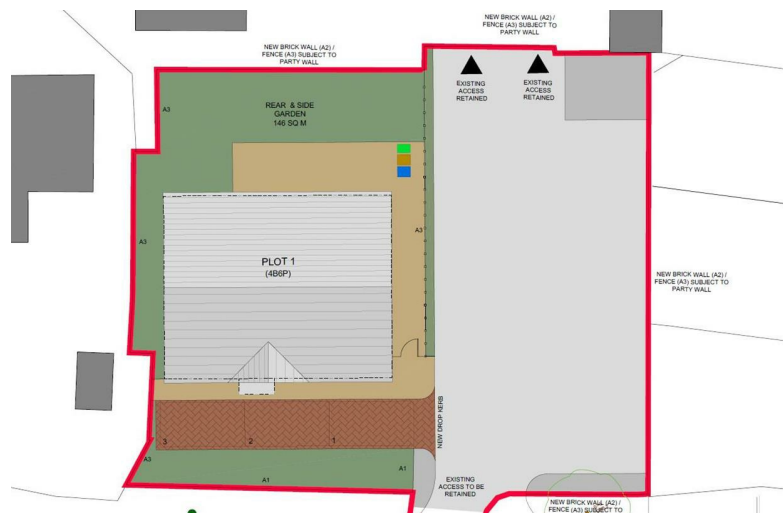 NEW BRICK WALL (A2) /
FENCE (A3) SUBJECT TO
PARTY WALL
NEW BRICK WALL (A2) /
FENCE (A3) SUBJECT TO
PARTY WALL
EXISTING
ACCESS
RETAINED
EXISTING
ACCESS
RETAINED
A3
REAR & SIDE
GARDEN
146 SQ M
A3
A3
PLOT 1
(4B6P)
NEW BRICK WALL (A2) /
FENCE (A3) SUBJECT TO
PARTY WALL
NEW DROP KERB
3
2
1
A3
A1
A1
EXISTING
ACCESS TO BE
RETAINED
NEW BRICK WALL (A2) /
FENCE (A3) SUBJECT TO